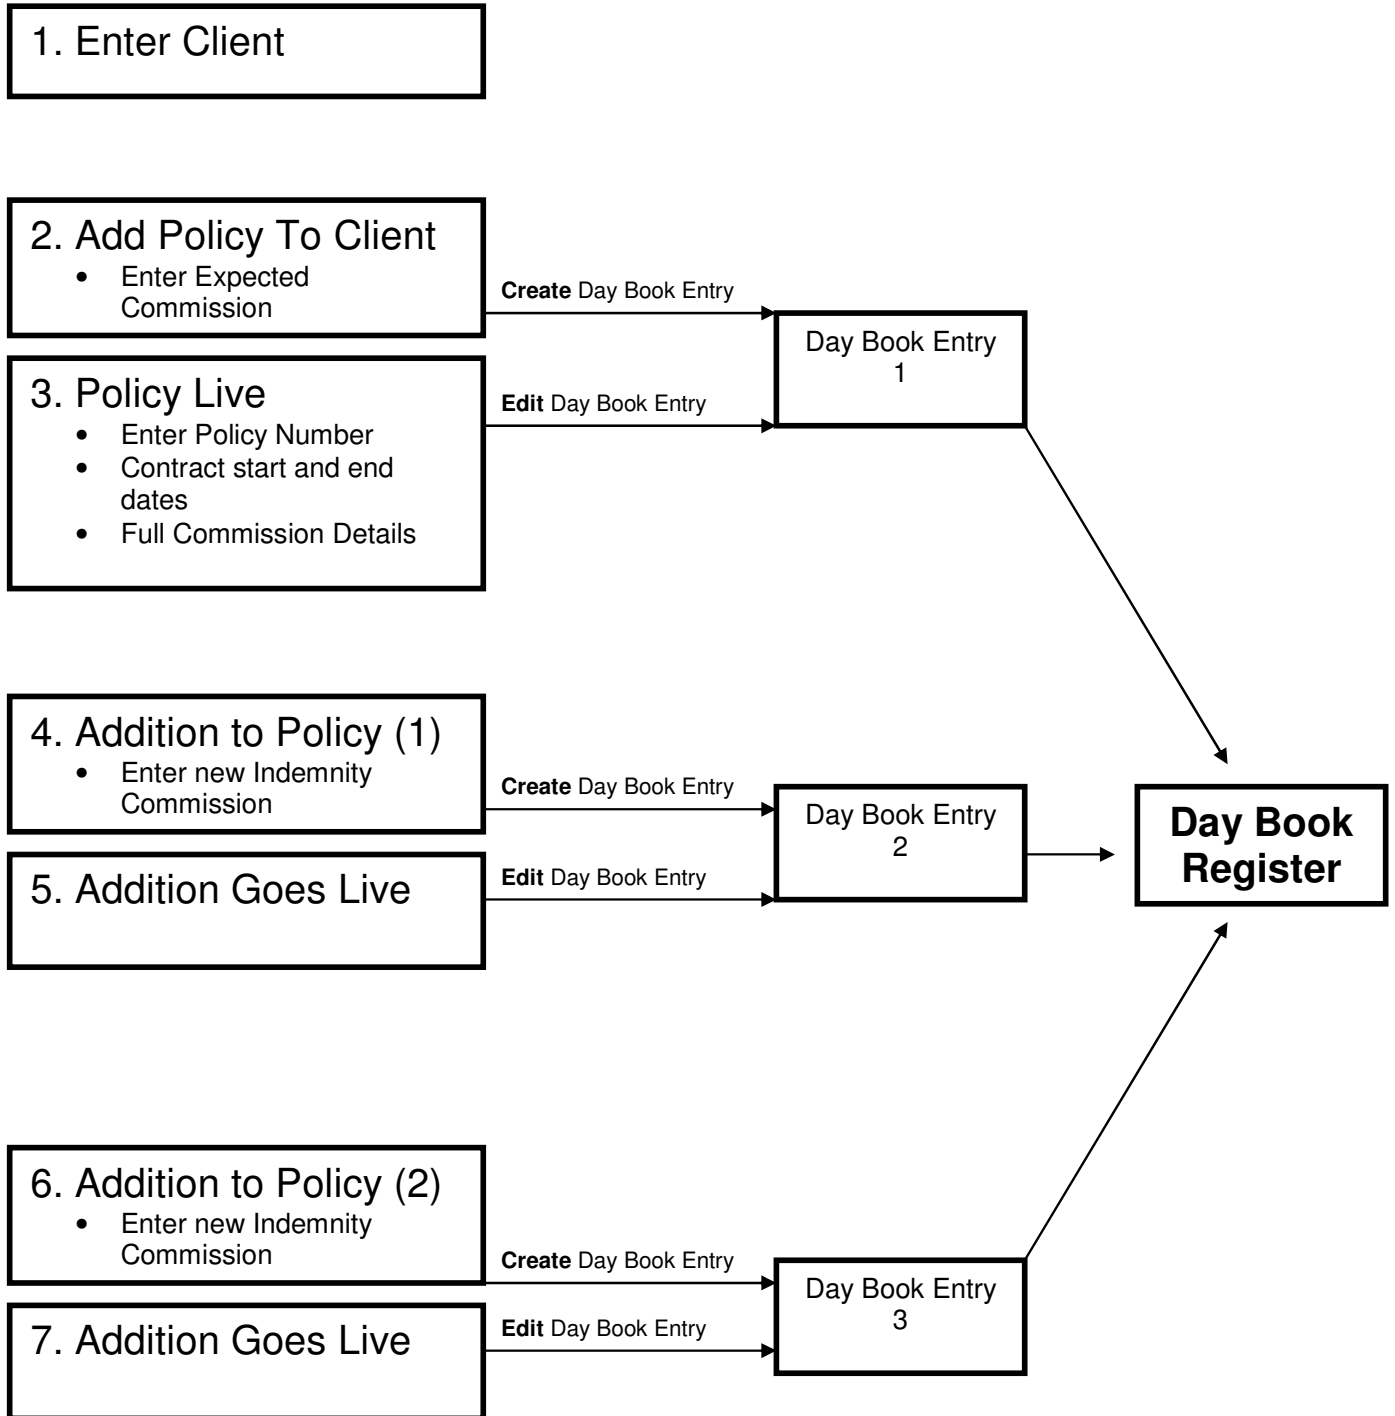 1. Enter Client
2. Add Policy To Client
• Enter Expected
Commission
Create Day Book Entry
Day Book Entry
1
3. Policy Live
• Enter Policy Number
• Contract start and end
dates
• Full Commission Details
Edit Day Book Entry
4. Addition to Policy (1)
• Enter new Indemnity
Commission
Create Day Book Entry
Day Book Entry
2
Day Book
Register
5. Addition Goes Live
Edit Day Book Entry
6. Addition to Policy (2)
• Enter new Indemnity
Commission
Create Day Book Entry
Day Book Entry
3
7. Addition Goes Live
Edit Day Book Entry